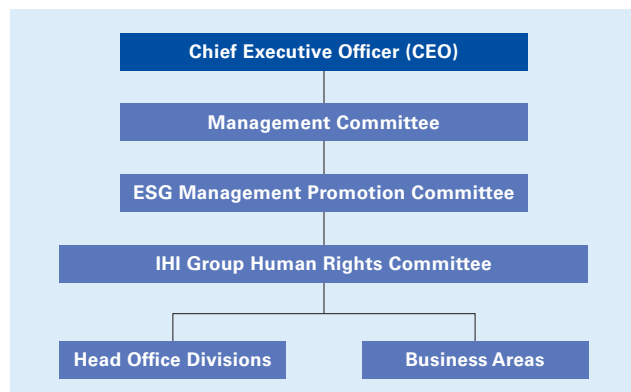 Chief Executive Officer (CEO)
Management Committee
ESG Management Promotion Committee
IHI Group Human Rights Committee
Head Office Divisions
Business Areas